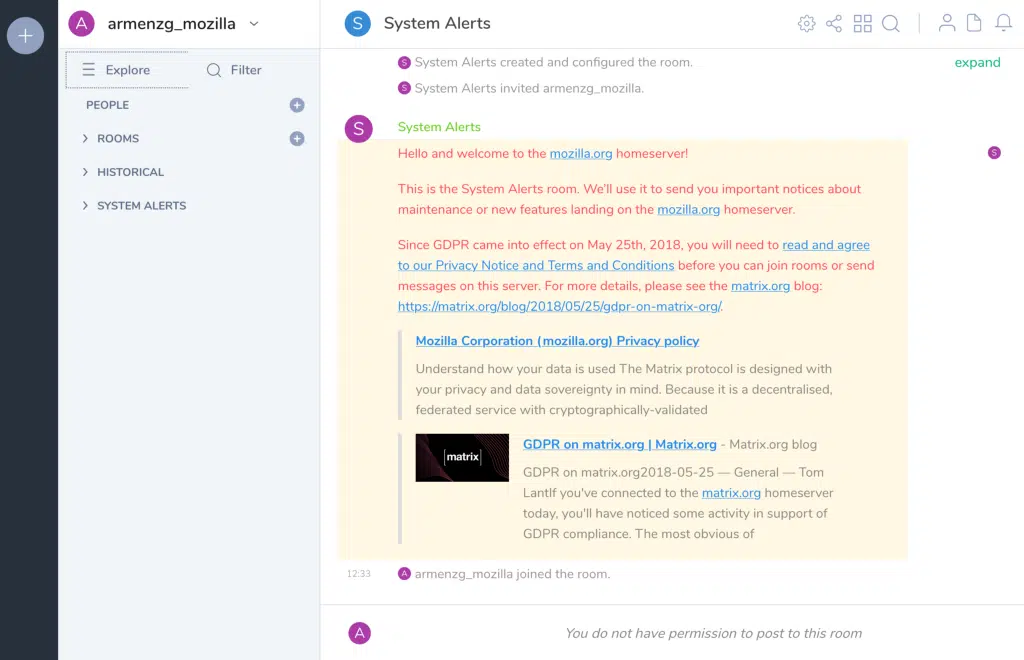 A armenzg_mozilla
S System Alerts
Explore
Filter
PEOPLE
ROOMS
HISTORICAL
SYSTEM ALERTS
S System Alerts created and configured the room.
expand
S System Alerts invited armenzg_mozilla.
S System Alerts
Hello and welcome to the mozilla.org homeserver!
S
This is the System Alerts room. We'll use it to send you important notices about
maintenance or new features landing on the mozilla.org homeserver.
Since GDPR came into effect on May 25th, 2018, you will need to read and agree
to our Privacy Notice and Terms and Conditions before you can join rooms or send
messages on this server. For more details, please see the matrix.org blog:
https://matrix.org/blog/2018/05/25/gdpr-on-matrix-org/.
Mozilla Corporation (mozilla.org) Privacy policy
Understand how your data is used The Matrix protocol is designed with
your privacy and data sovereignty in mind. Because it is a decentralised,
federated service with cryptographically-validated
[matrix]
GDPR on matrix.org | Matrix.org - Matrix.org blog
GDPR on matrix.org2018-05-25 — General — Tom
LantIf you've connected to the matrix.org homeserver
today, you'll have noticed some activity in support of
GDPR compliance. The most obvious of
12:33 A armenzg_mozilla joined the room.
A You do not have permission to post to this room